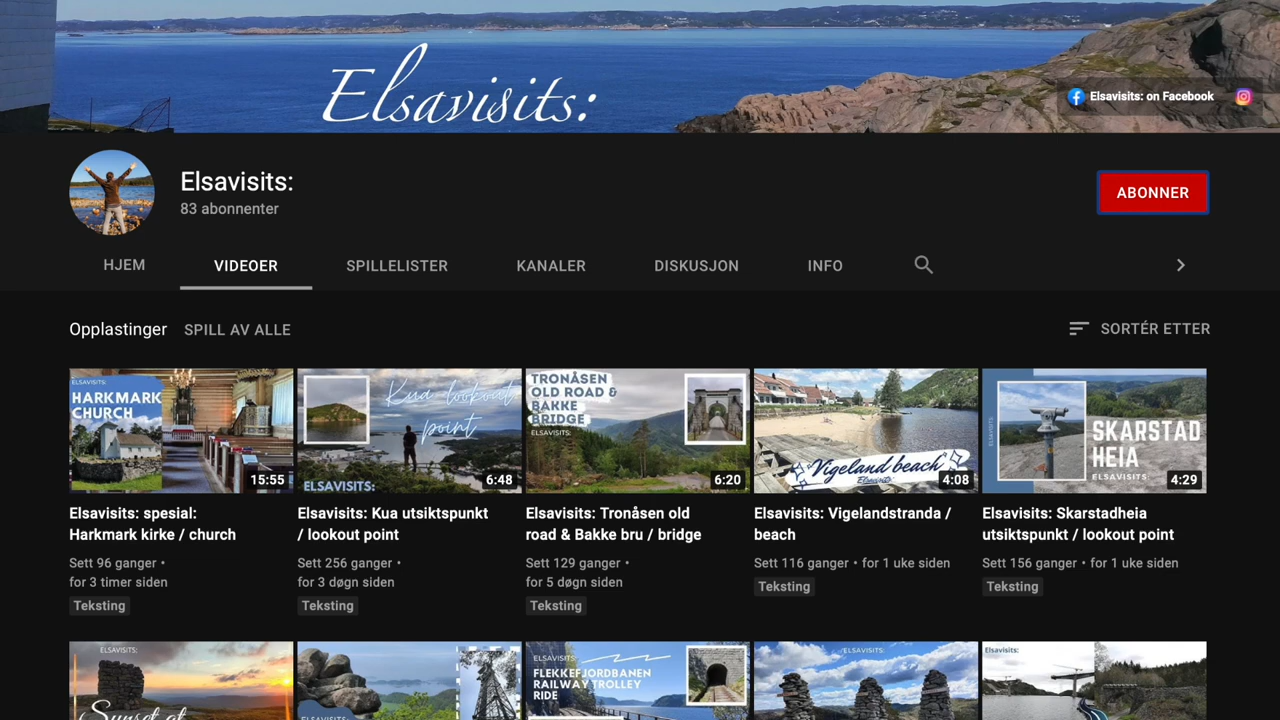 Elsavisits:
Elsavisits: on Facebook
Elsavisits:
83 abonnenter
ABONNER
HJEM VIDEOER SPILLELISTER KANALER DISKUSJON INFO
Opplastinger SPILL AV ALLE SORTÉR ETTER
ELSAVISITS:
HARKMARK
CHURCH
15:55
Kua lookout
point
ELSAVISITS:
6:48
TRONÅSEN
OLD ROAD &
BAKKE
BRIDGE
ELSAVISITS:
6:20
Vigeland beach
Elsavisits:
4:08
SKARSTAD
HEIA
ELSAVISITS:
4:29
Elsavisits: spesial:
Harkmark kirke / church
Sett 96 ganger •
for 3 timer siden
Teksting
Elsavisits: Kua utsiktspunkt
/ lookout point
Sett 256 ganger •
for 3 døgn siden
Teksting
Elsavisits: Tronåsen old
road & Bakke bru / bridge
Sett 129 ganger •
for 5 døgn siden
Teksting
Elsavisits: Vigelandstranda /
beach
Sett 116 ganger • for 1 uke siden
Teksting
Elsavisits: Skarstadheia
utsiktspunkt / lookout point
Sett 156 ganger • for 1 uke siden
Teksting
ELSAVISITS:
Sunset at
ELSAVISITS:
FLEKKEFJORDBANEN
RAILWAY TROLLEY
RIDE
ELSAVISITS:
Elsavisits: